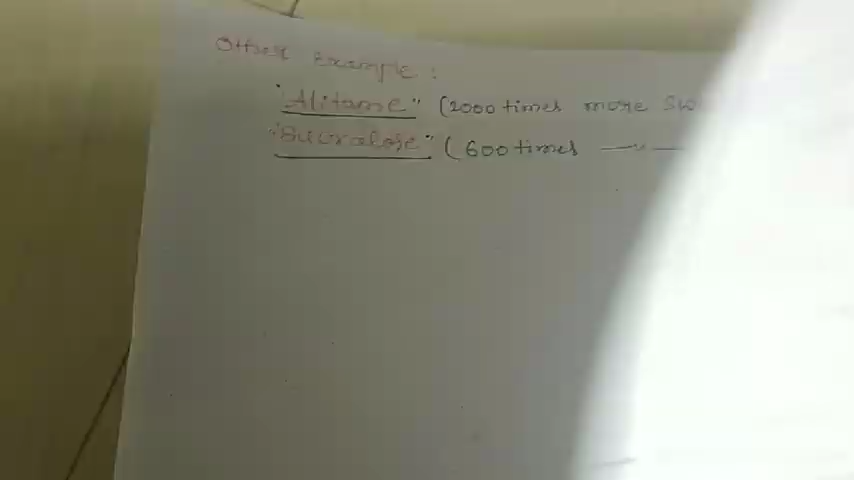 Other Example :
"Alitame" (2000 times more
"Sucralose" (600 times —"—